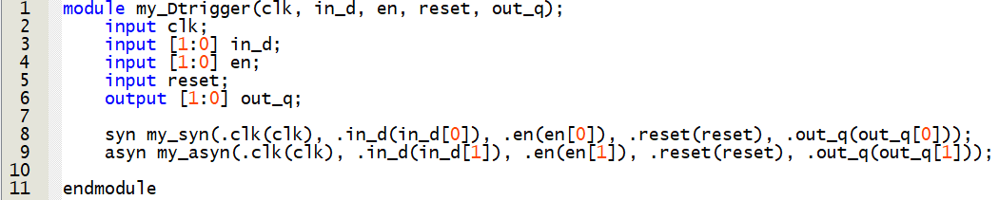 1 module my_Dtrigger(clk, in_d, en, reset, out_q);
2     input clk;
3     input [1:0] in_d;
4     input [1:0] en;
5     input reset;
6     output [1:0] out_q;
7
8     syn my_syn(.clk(clk), .in_d(in_d[0]), .en(en[0]), .reset(reset), .out_q(out_q[0]));
9     asyn my_asyn(.clk(clk), .in_d(in_d[1]), .en(en[1]), .reset(reset), .out_q(out_q[1]));
10
11 endmodule